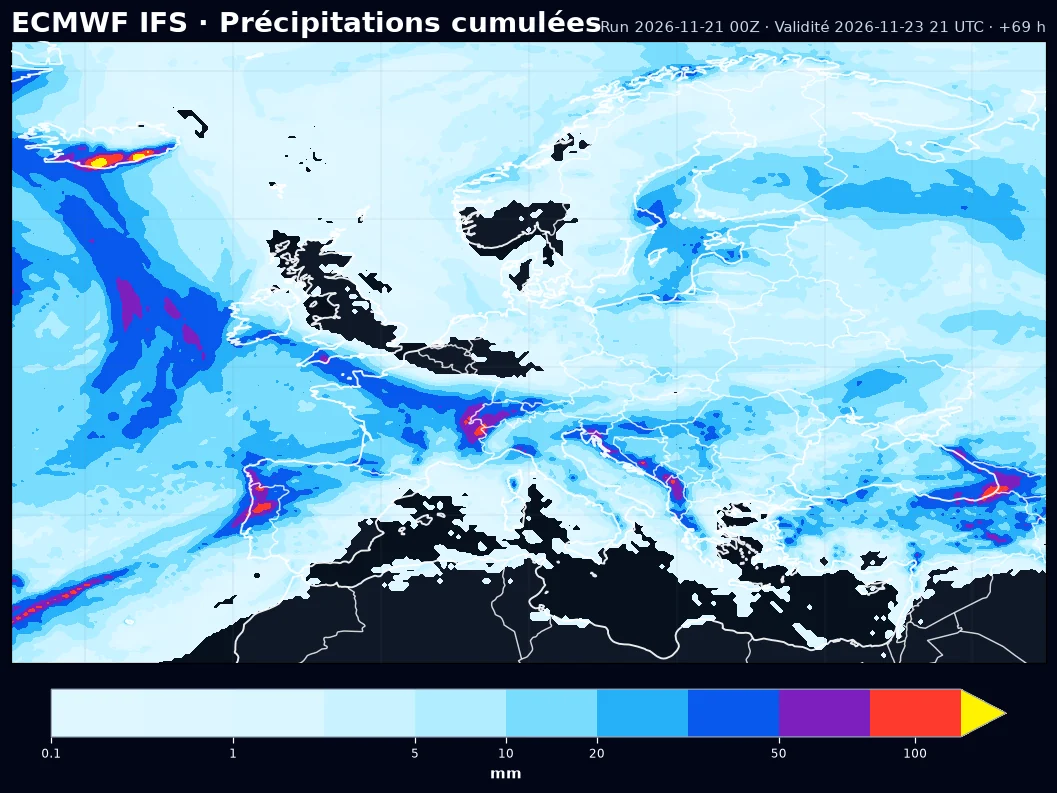 ECMWF IFS · Précipitations cumulées
Run 2026-11-21 00Z · Validité 2026-11-23 21 UTC · +69 h
0.1 1 5 10 20 50 100
mm